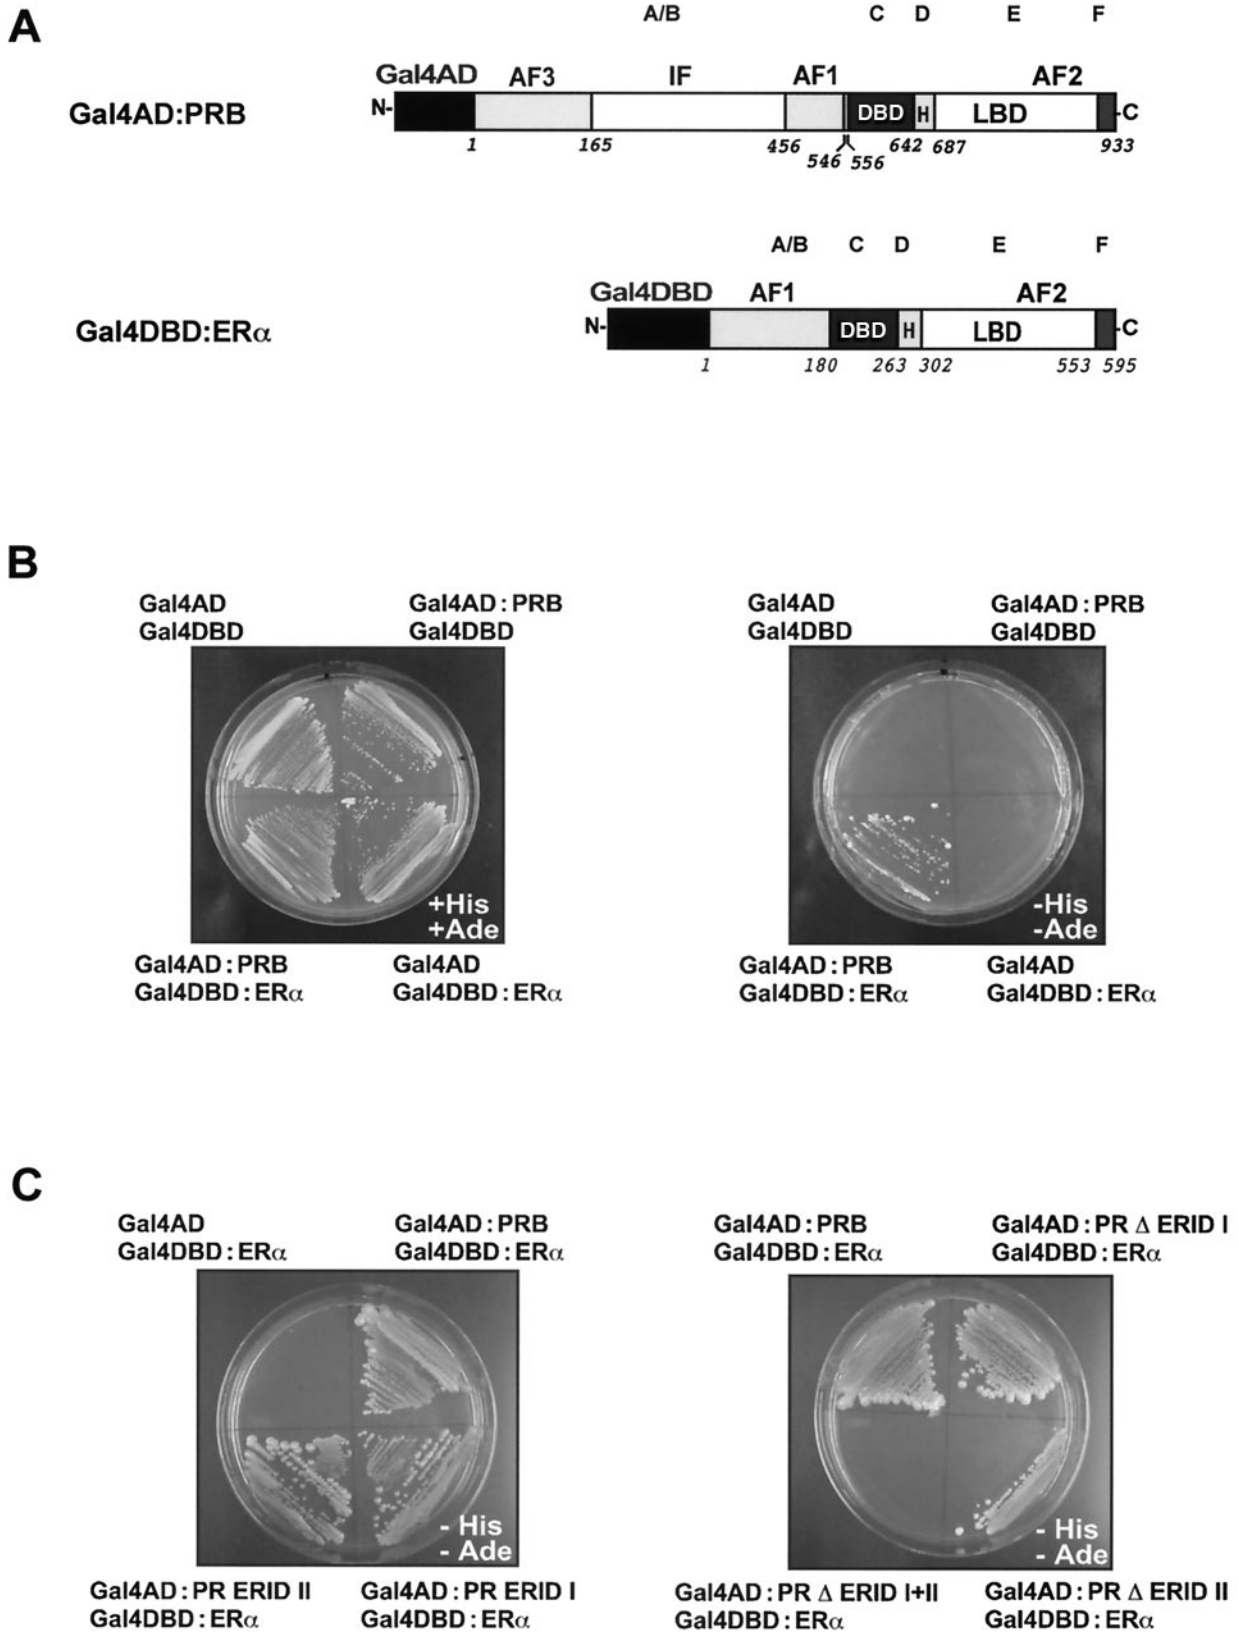 A
A/B C D E F
Gal4AD AF3 IF AF1 AF2
Gal4AD:PRB N- DBD H LBD -C
1 165 456 546 556 642 687 933
A/B C D E F
Gal4DBD AF1 AF2
Gal4DBD:ERα N- DBD H LBD -C
1 180 263 302 553 595
B
Gal4AD Gal4AD:PRB Gal4AD Gal4AD:PRB
Gal4DBD Gal4DBD Gal4DBD Gal4DBD
+His -His
+Ade -Ade
Gal4AD:PRB Gal4AD Gal4AD:PRB Gal4AD
Gal4DBD:ERα Gal4DBD:ERα Gal4DBD:ERα Gal4DBD:ERα
C
Gal4AD Gal4AD:PRB Gal4AD:PRB Gal4AD:PR Δ ERID I
Gal4DBD:ERα Gal4DBD:ERα Gal4DBD:ERα Gal4DBD:ERα
- His - His
- Ade - Ade
Gal4AD:PR ERID II Gal4AD:PR ERID I Gal4AD:PR Δ ERID I+II Gal4AD:PR Δ ERID II
Gal4DBD:ERα Gal4DBD:ERα Gal4DBD:ERα Gal4DBD:ERα